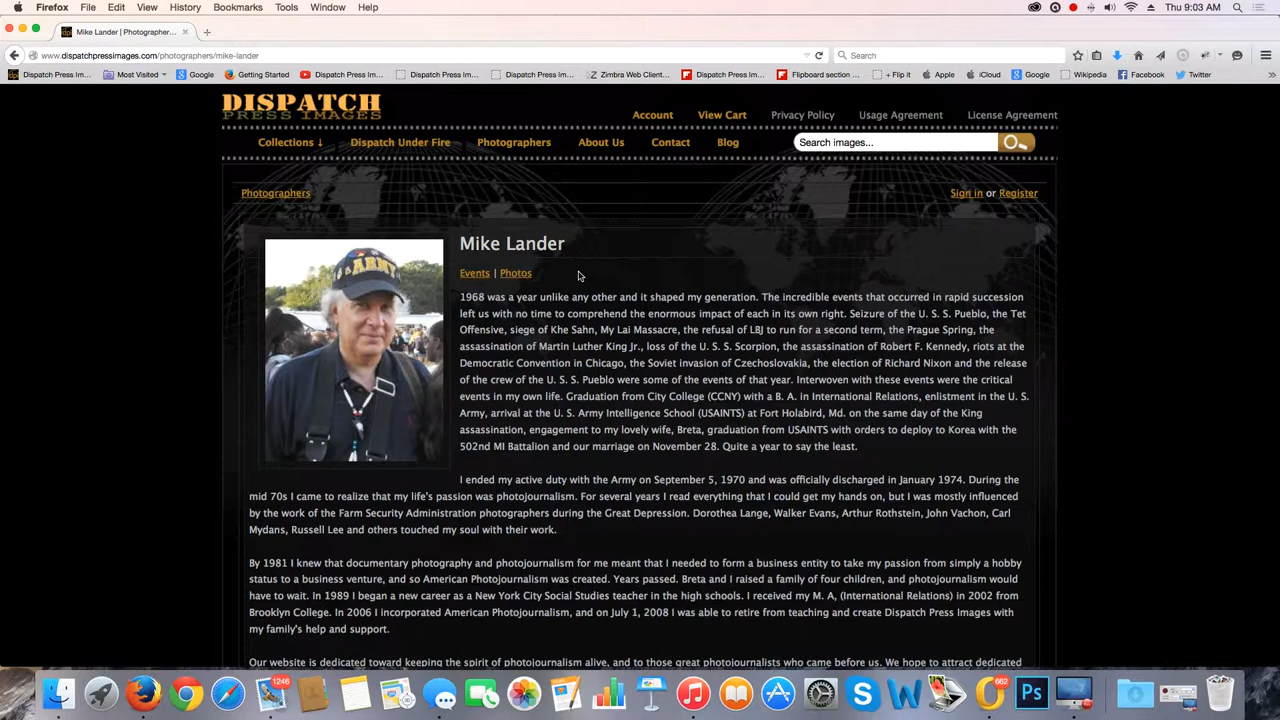 Firefox File Edit View History Bookmarks Tools Window Help Thu 9:03 AM
Mike Lander | Photographer...
www.dispatchpressimages.com/photographers/mike-lander Search
Dispatch Press Im... Most Visited Google Getting Started Dispatch Press Im... Dispatch Press Im... Dispatch Press Im... Zimbra Web Client... Dispatch Press Im... Flipboard section ... + Flip it Apple iCloud Google Wikipedia Facebook Twitter
DISPATCH
PRESS IMAGES
Account View Cart Privacy Policy Usage Agreement License Agreement
Collections ↓ Dispatch Under Fire Photographers About Us Contact Blog Search images...
Photographers Sign in or Register
ARMY
Mike Lander
Events | Photos
1968 was a year unlike any other and it shaped my generation. The incredible events that occurred in rapid succession
left us with no time to comprehend the enormous impact of each in its own right. Seizure of the U. S. S. Pueblo, the Tet
Offensive, siege of Khe Sahn, My Lai Massacre, the refusal of LBJ to run for a second term, the Prague Spring, the
assassination of Martin Luther King Jr., loss of the U. S. S. Scorpion, the assassination of Robert F. Kennedy, riots at the
Democratic Convention in Chicago, the Soviet invasion of Czechoslovakia, the election of Richard Nixon and the release
of the crew of the U. S. S. Pueblo were some of the events of that year. Interwoven with these events were the critical
events in my own life. Graduation from City College (CCNY) with a B. A. in International Relations, enlistment in the U. S.
Army, arrival at the U. S. Army Intelligence School (USAINTS) at Fort Holabird, Md. on the same day of the King
assassination, engagement to my lovely wife, Breta, graduation from USAINTS with orders to deploy to Korea with the
502nd MI Battalion and our marriage on November 28. Quite a year to say the least.
I ended my active duty with the Army on September 5, 1970 and was officially discharged in January 1974. During the
mid 70s I came to realize that my life's passion was photojournalism. For several years I read everything that I could get my hands on, but I was mostly influenced
by the work of the Farm Security Administration photographers during the Great Depression. Dorothea Lange, Walker Evans, Arthur Rothstein, John Vachon, Carl
Mydans, Russell Lee and others touched my soul with their work.
By 1981 I knew that documentary photography and photojournalism for me meant that I needed to form a business entity to take my passion from simply a hobby
status to a business venture, and so American Photojournalism was created. Years passed. Breta and I raised a family of four children, and photojournalism would
have to wait. In 1989 I began a new career as a New York City Social Studies teacher in the high schools. I received my M. A, (International Relations) in 2002 from
Brooklyn College. In 2006 I incorporated American Photojournalism, and on July 1, 2008 I was able to retire from teaching and create Dispatch Press Images with
my family's help and support.
Our website is dedicated toward keeping the spirit of photojournalism alive, and to those great photojournalists who came before us. We hope to attract dedicated
1246 662
Ps